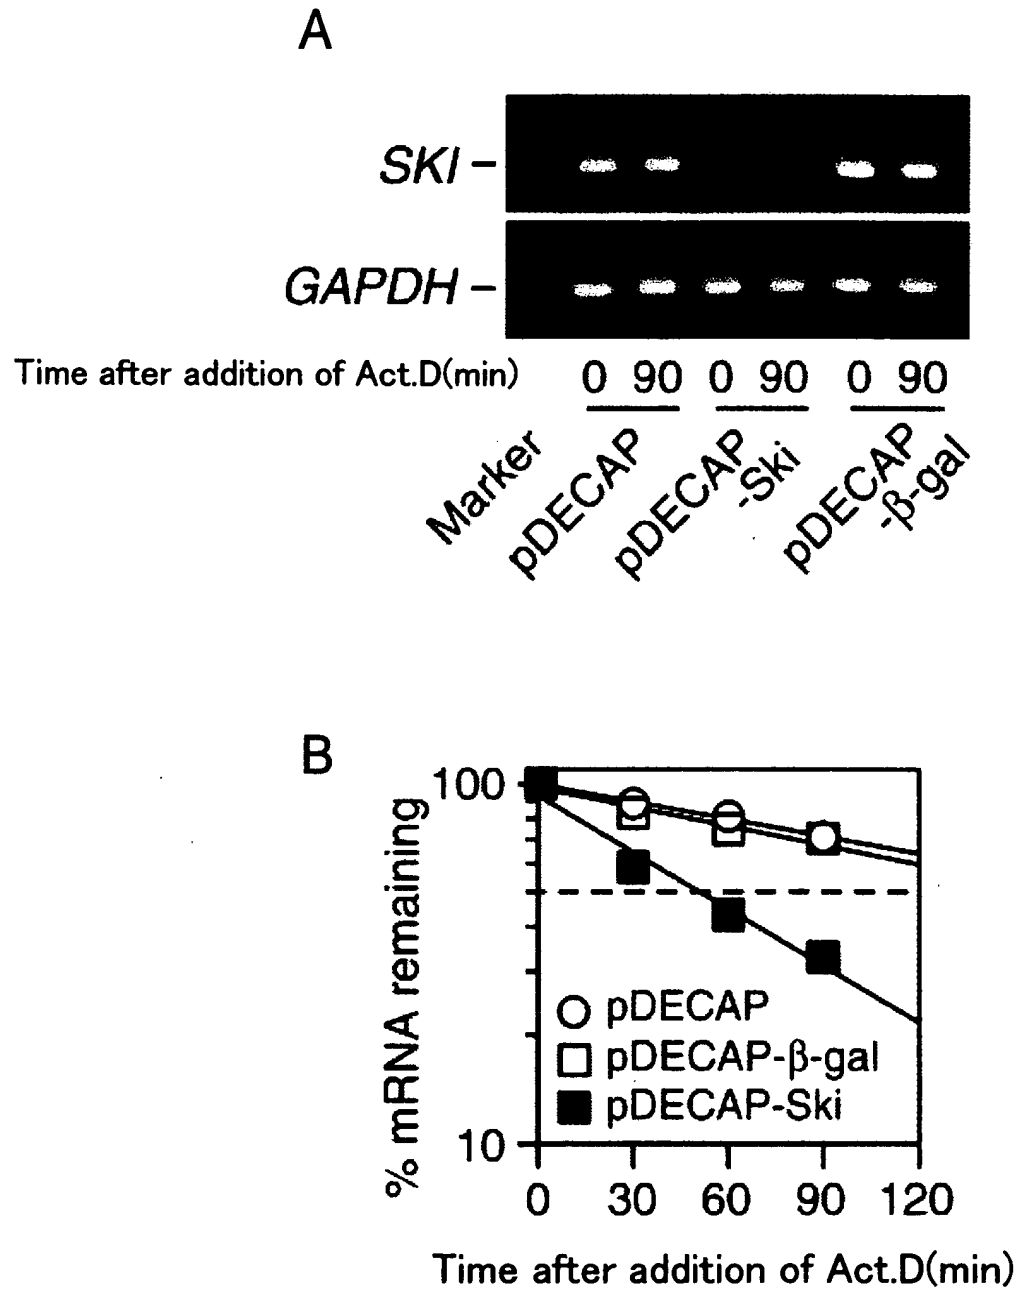 A
SKI –
GAPDH –
Time after addition of Act.D(min) 0 90 0 90 0 90
Marker
pDECAP
pDECAP
-Ski
pDECAP
-β-gal
B
100
10
% mRNA remaining
○ pDECAP
□ pDECAP-β-gal
■ pDECAP-Ski
0 30 60 90 120
Time after addition of Act.D(min)